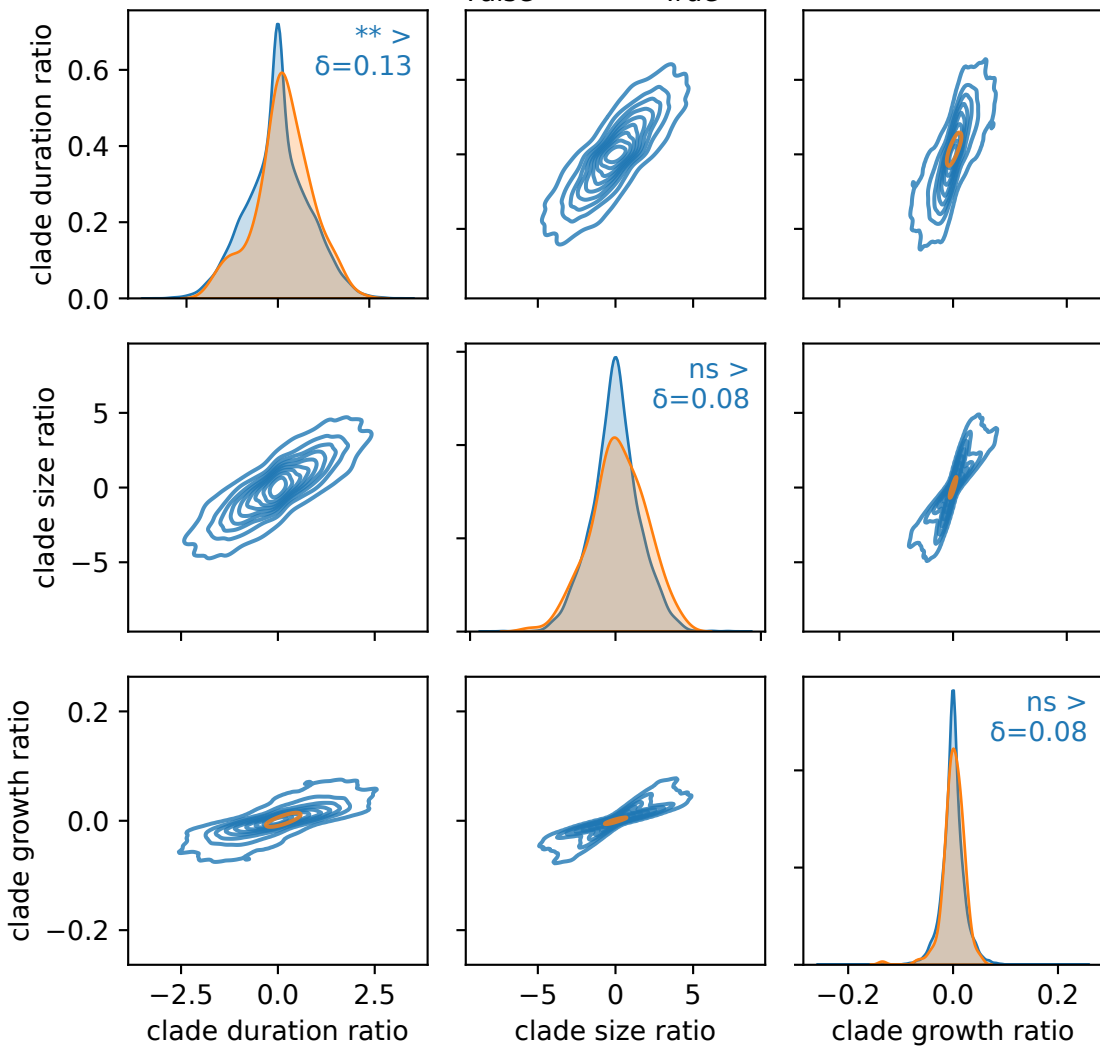 ** >
δ=0.13
clade duration ratio
0.6
0.4
0.2
0.0
ns >
δ=0.08
clade size ratio
5
0
−5
ns >
δ=0.08
clade growth ratio
0.2
0.0
−0.2
−2.5 0.0 2.5
−5 0 5
−0.2 0.0 0.2
clade duration ratio
clade size ratio
clade growth ratio